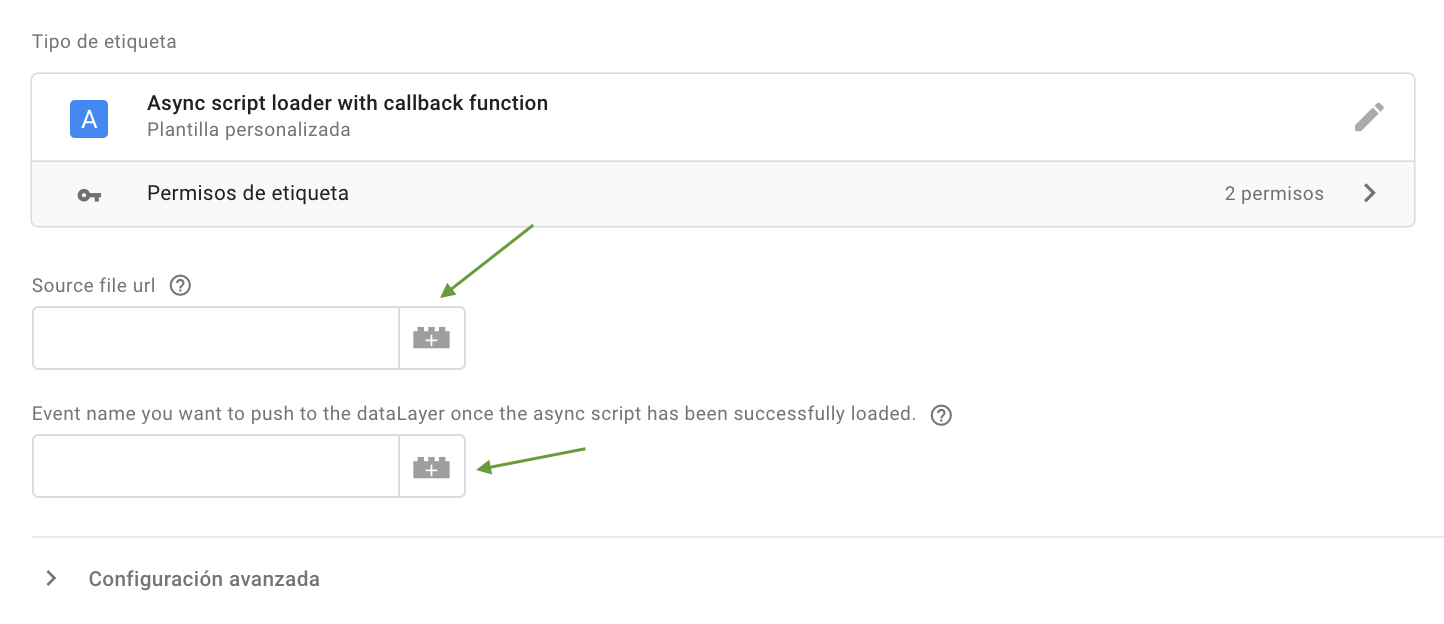 Tipo de etiqueta
A
Async script loader with callback function
Plantilla personalizada
Permisos de etiqueta
2 permisos
Source file url
Event name you want to push to the dataLayer once the async script has been successfully loaded.
Configuración avanzada